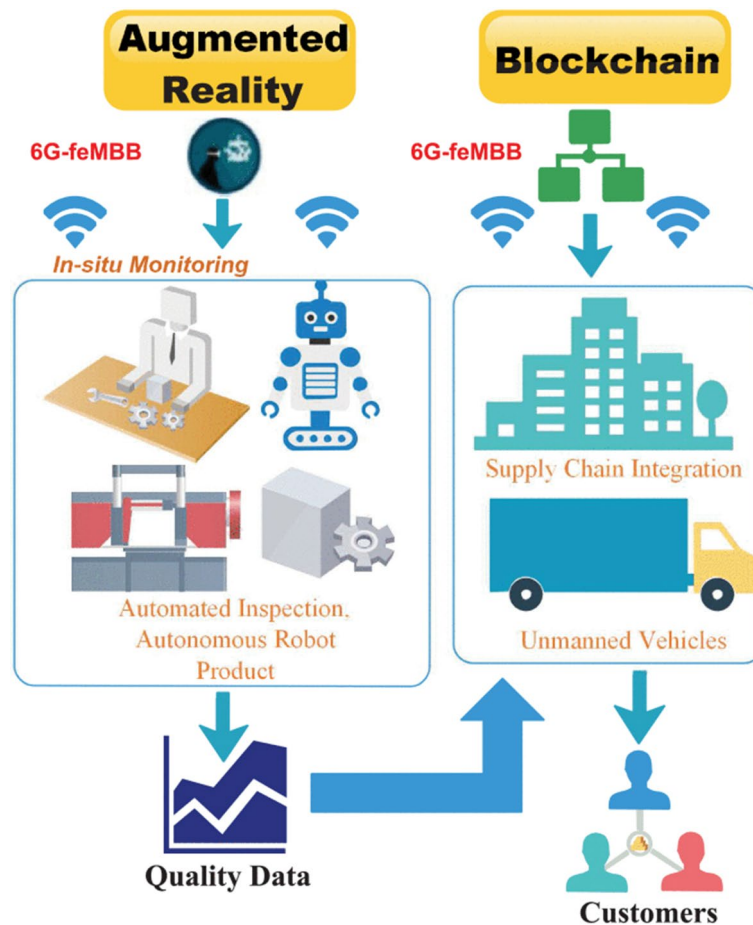 Augmented
Reality
6G-feMBB
In-situ Monitoring
Automated Inspection,
Autonomous Robot
Product
Quality Data
Blockchain
6G-feMBB
Supply Chain Integration
Unmanned Vehicles
Customers